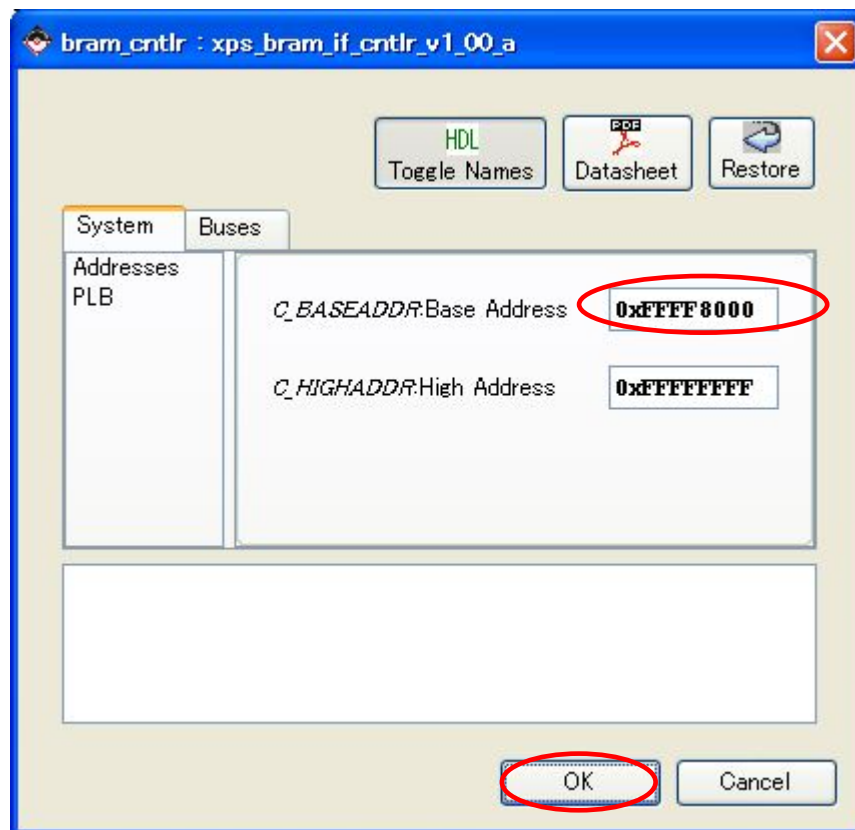 bram_cntlr : xps_bram_if_cntlr_v1_00_a
HDL
Toggle Names
PDF
Datasheet
Restore
System
Buses
Addresses
PLB
C_BASEADDR:Base Address
0xFFFF8000
C_HIGHADDR:High Address
0xFFFFFFFF
OK
Cancel